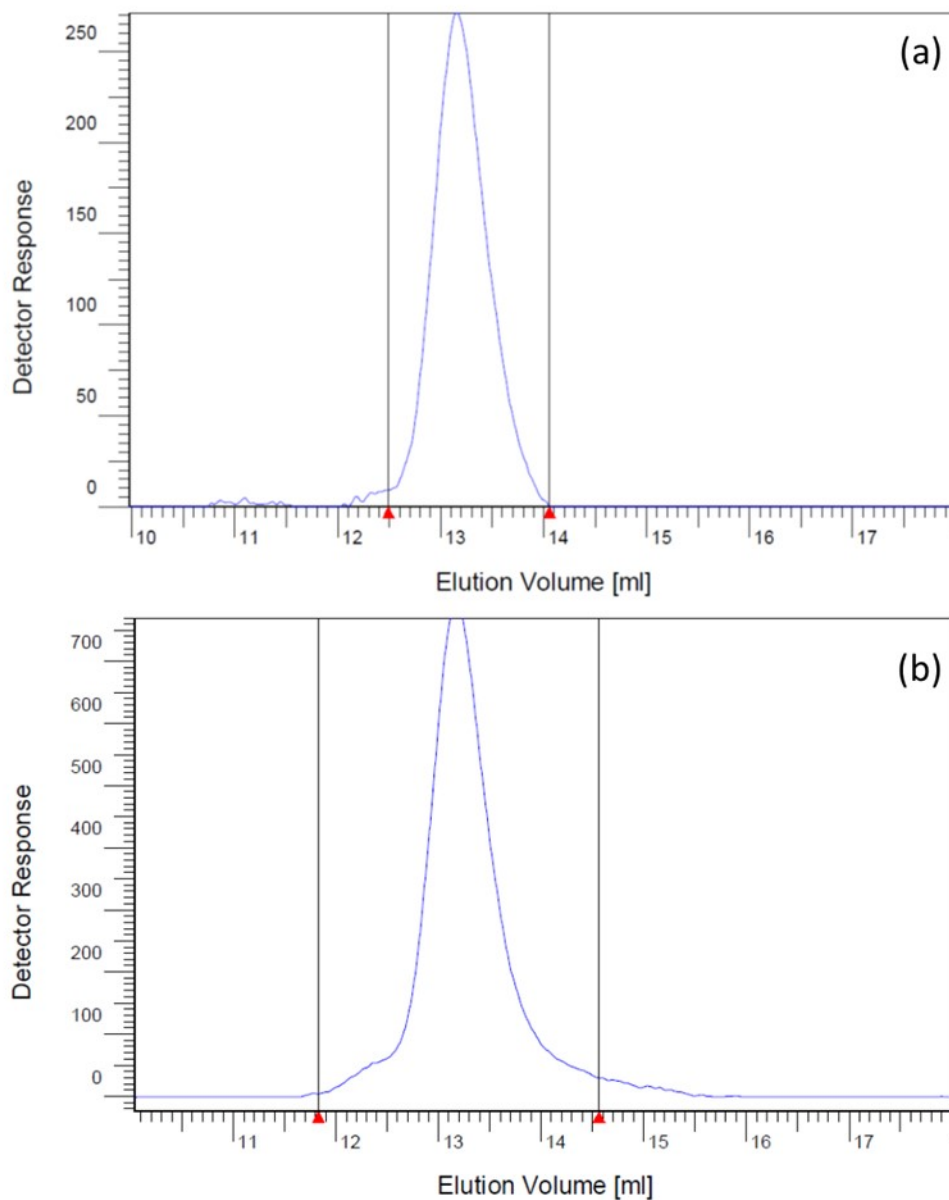 (a)
250
200
150
100
50
0
Detector Response
10 11 12 13 14 15 16 17
Elution Volume [ml]
(b)
700
600
500
400
300
200
100
0
Detector Response
11 12 13 14 15 16 17
Elution Volume [ml]